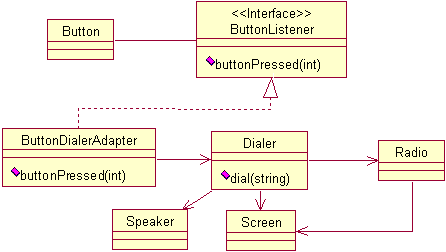 <<Interface>>
Button
ButtonListener
buttonPressed(int)
ButtonDialerAdapter
Dialer
Radio
buttonPressed(int)
dial(string)
Speaker
Screen